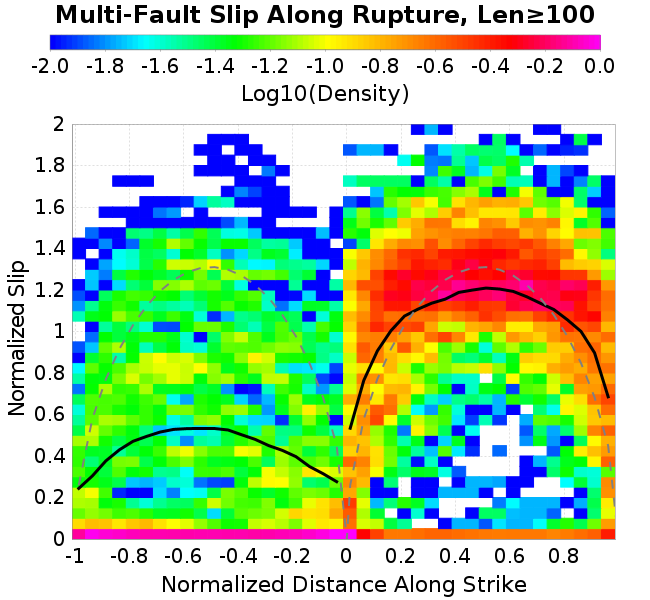 Multi-Fault Slip Along Rupture, Len≥100
-2.0 -1.8 -1.6 -1.4 -1.2 -1.0 -0.8 -0.6 -0.4 -0.2 0.0
Log10(Density)
2
1.8
1.6
1.4
1.2
1
0.8
0.6
0.4
0.2
0
Normalized Slip
-1 -0.8 -0.6 -0.4 -0.2 0 0.2 0.4 0.6 0.8
Normalized Distance Along Strike